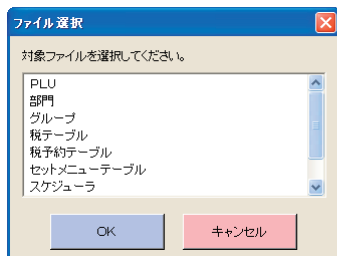 ファイル選択
対象ファイルを選択してください。
PLU
部門
グループ
税テーブル
税予約テーブル
セットメニューテーブル
スケジューラ
OK
キャンセル